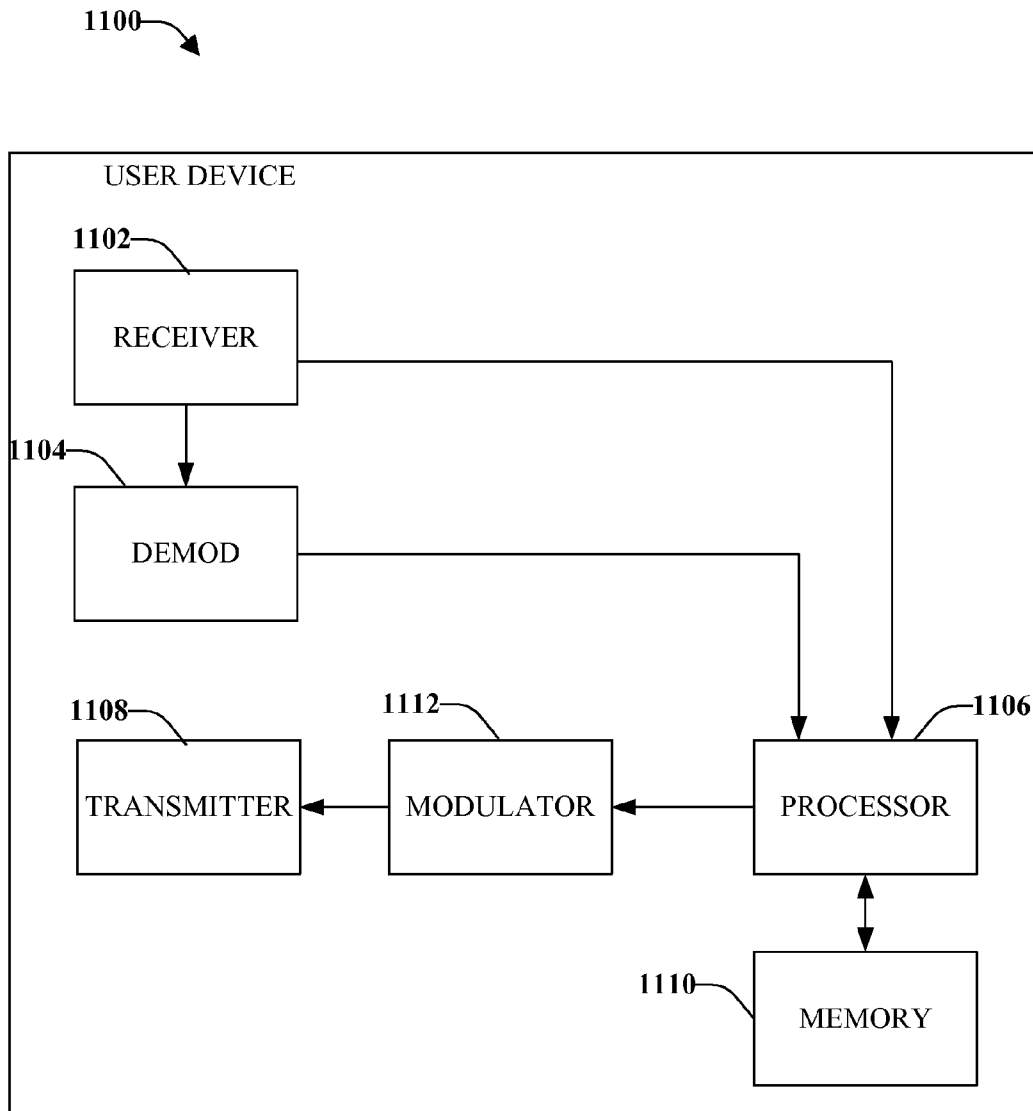 1100
USER DEVICE
1102
RECEIVER
1104
DEMOD
1108
1112
1106
TRANSMITTER
MODULATOR
PROCESSOR
1110
MEMORY